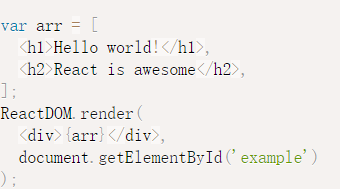 var arr = [
  <h1>Hello world!</h1>,
  <h2>React is awesome</h2>,
];
ReactDOM.render(
  <div>{arr}</div>,
  document.getElementById('example')
);